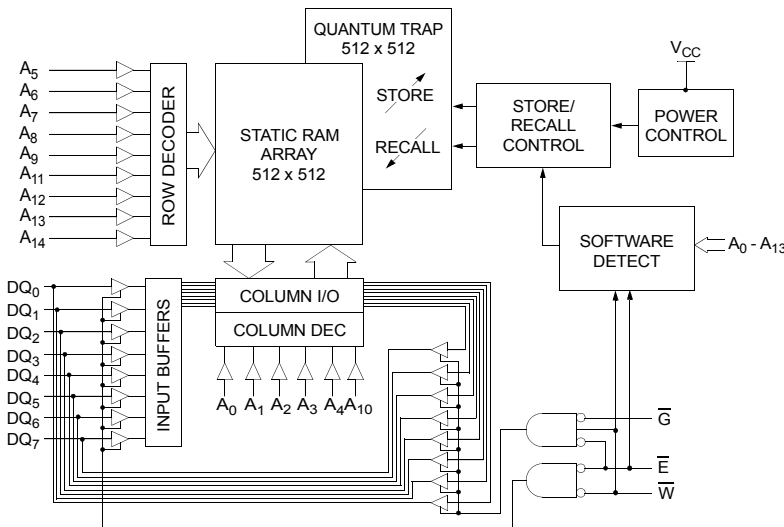 QUANTUM TRAP
512 x 512
STORE
RECALL
STATIC RAM
ARRAY
512 x 512
ROW DECODER
A5
A6
A7
A8
A9
A11
A12
A13
A14
VCC
STORE/
RECALL
CONTROL
POWER
CONTROL
SOFTWARE
DETECT
A0 - A13
COLUMN I/O
COLUMN DEC
INPUT BUFFERS
DQ0
DQ1
DQ2
DQ3
DQ4
DQ5
DQ6
DQ7
A0 A1 A2 A3 A4 A10
G̅
E̅
W̅